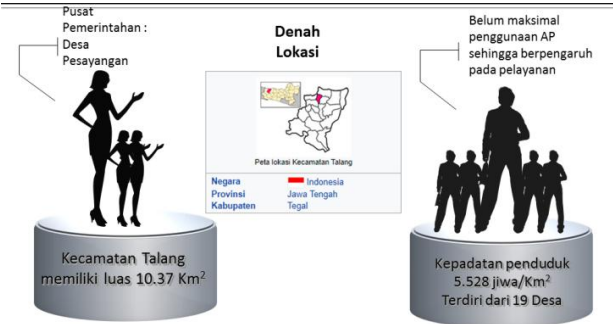 Pusat
Pemerintahan :
Desa
Pesayangan
Denah
Lokasi
Belum maksimal
penggunaan AP
sehingga berpengaruh
pada pelayanan
Peta lokasi Kecamatan Talang
Negara Indonesia
Provinsi Jawa Tengah
Kabupaten Tegal
Kecamatan Talang
memiliki luas 10.37 Km²
Kepadatan penduduk
5.528 jiwa/Km²
Terdiri dari 19 Desa